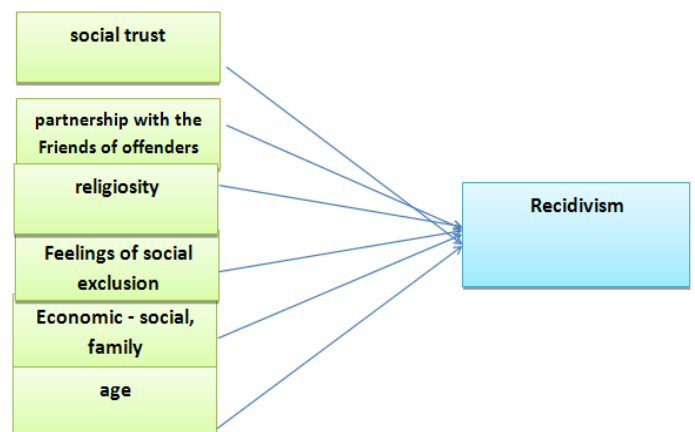 social trust
partnership with the
Friends of offenders
religiosity
Feelings of social
exclusion
Economic - social,
family
age
Recidivism